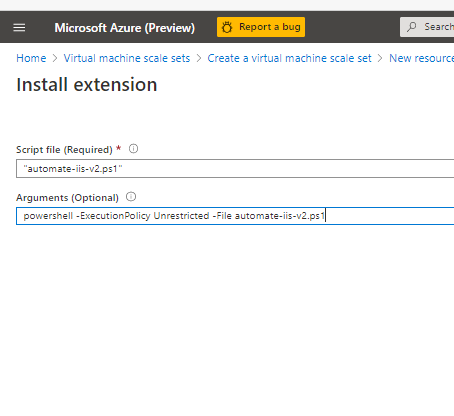 Microsoft Azure (Preview) Report a bug Search
Home > Virtual machine scale sets > Create a virtual machine scale set > New resource
Install extension
Script file (Required) *
"automate-iis-v2.ps1"
Arguments (Optional)
powershell -ExecutionPolicy Unrestricted -File automate-iis-v2.ps1